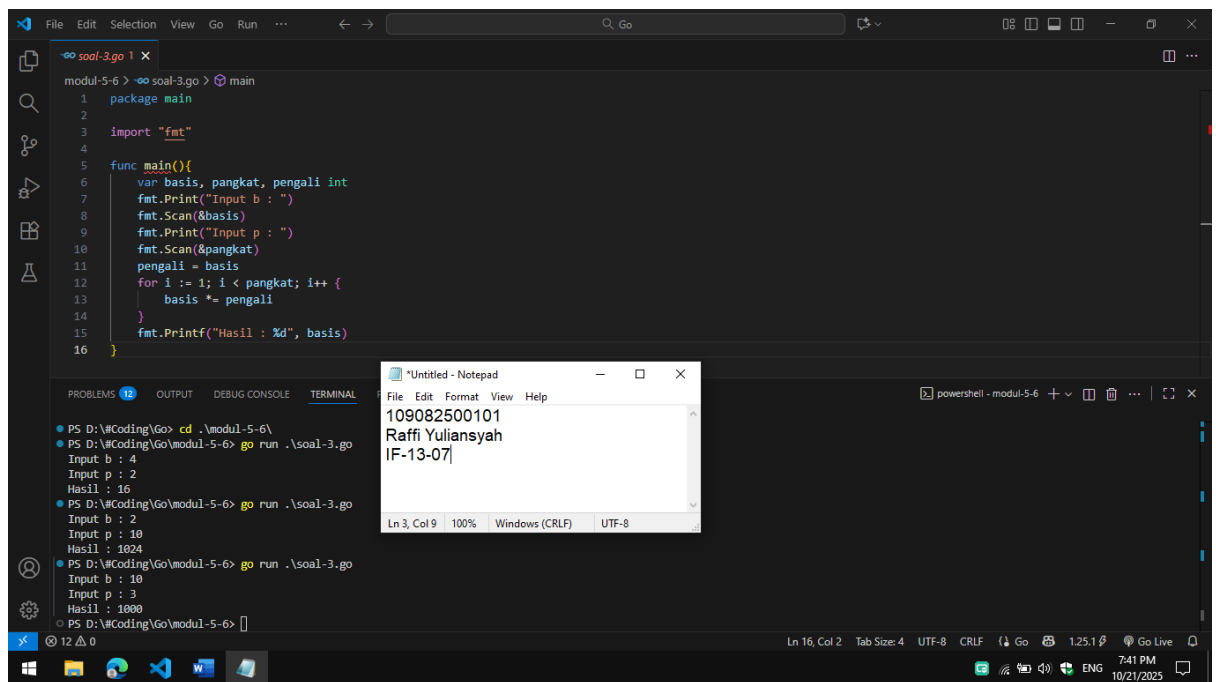 File Edit Selection View Go Run ··· Go
soal-3.go 1
modul-5-6 > soal-3.go > main
1 package main
2
3 import "fmt"
4
5 func main(){
6 var basis, pangkat, pengali int
7 fmt.Print("Input b : ")
8 fmt.Scan(&basis)
9 fmt.Print("Input p : ")
10 fmt.Scan(&pangkat)
11 pengali = basis
12 for i := 1; i < pangkat; i++ {
13 basis *= pengali
14 }
15 fmt.Printf("Hasil : %d", basis)
16 }
*Untitled - Notepad
File Edit Format View Help
109082500101
Raffi Yuliansyah
IF-13-07
Ln 3, Col 9 100% Windows (CRLF) UTF-8
PROBLEMS 12 OUTPUT DEBUG CONSOLE TERMINAL powershell - modul-5-6
PS D:\#Coding\Go> cd .\modul-5-6\
PS D:\#Coding\Go\modul-5-6> go run .\soal-3.go
Input b : 4
Input p : 2
Hasil : 16
PS D:\#Coding\Go\modul-5-6> go run .\soal-3.go
Input b : 2
Input p : 10
Hasil : 1024
PS D:\#Coding\Go\modul-5-6> go run .\soal-3.go
Input b : 10
Input p : 3
Hasil : 1000
PS D:\#Coding\Go\modul-5-6>
12 0 Ln 16, Col 2 Tab Size: 4 UTF-8 CRLF Go 1.25.1 Go Live
ENG 7:41 PM
10/21/2025